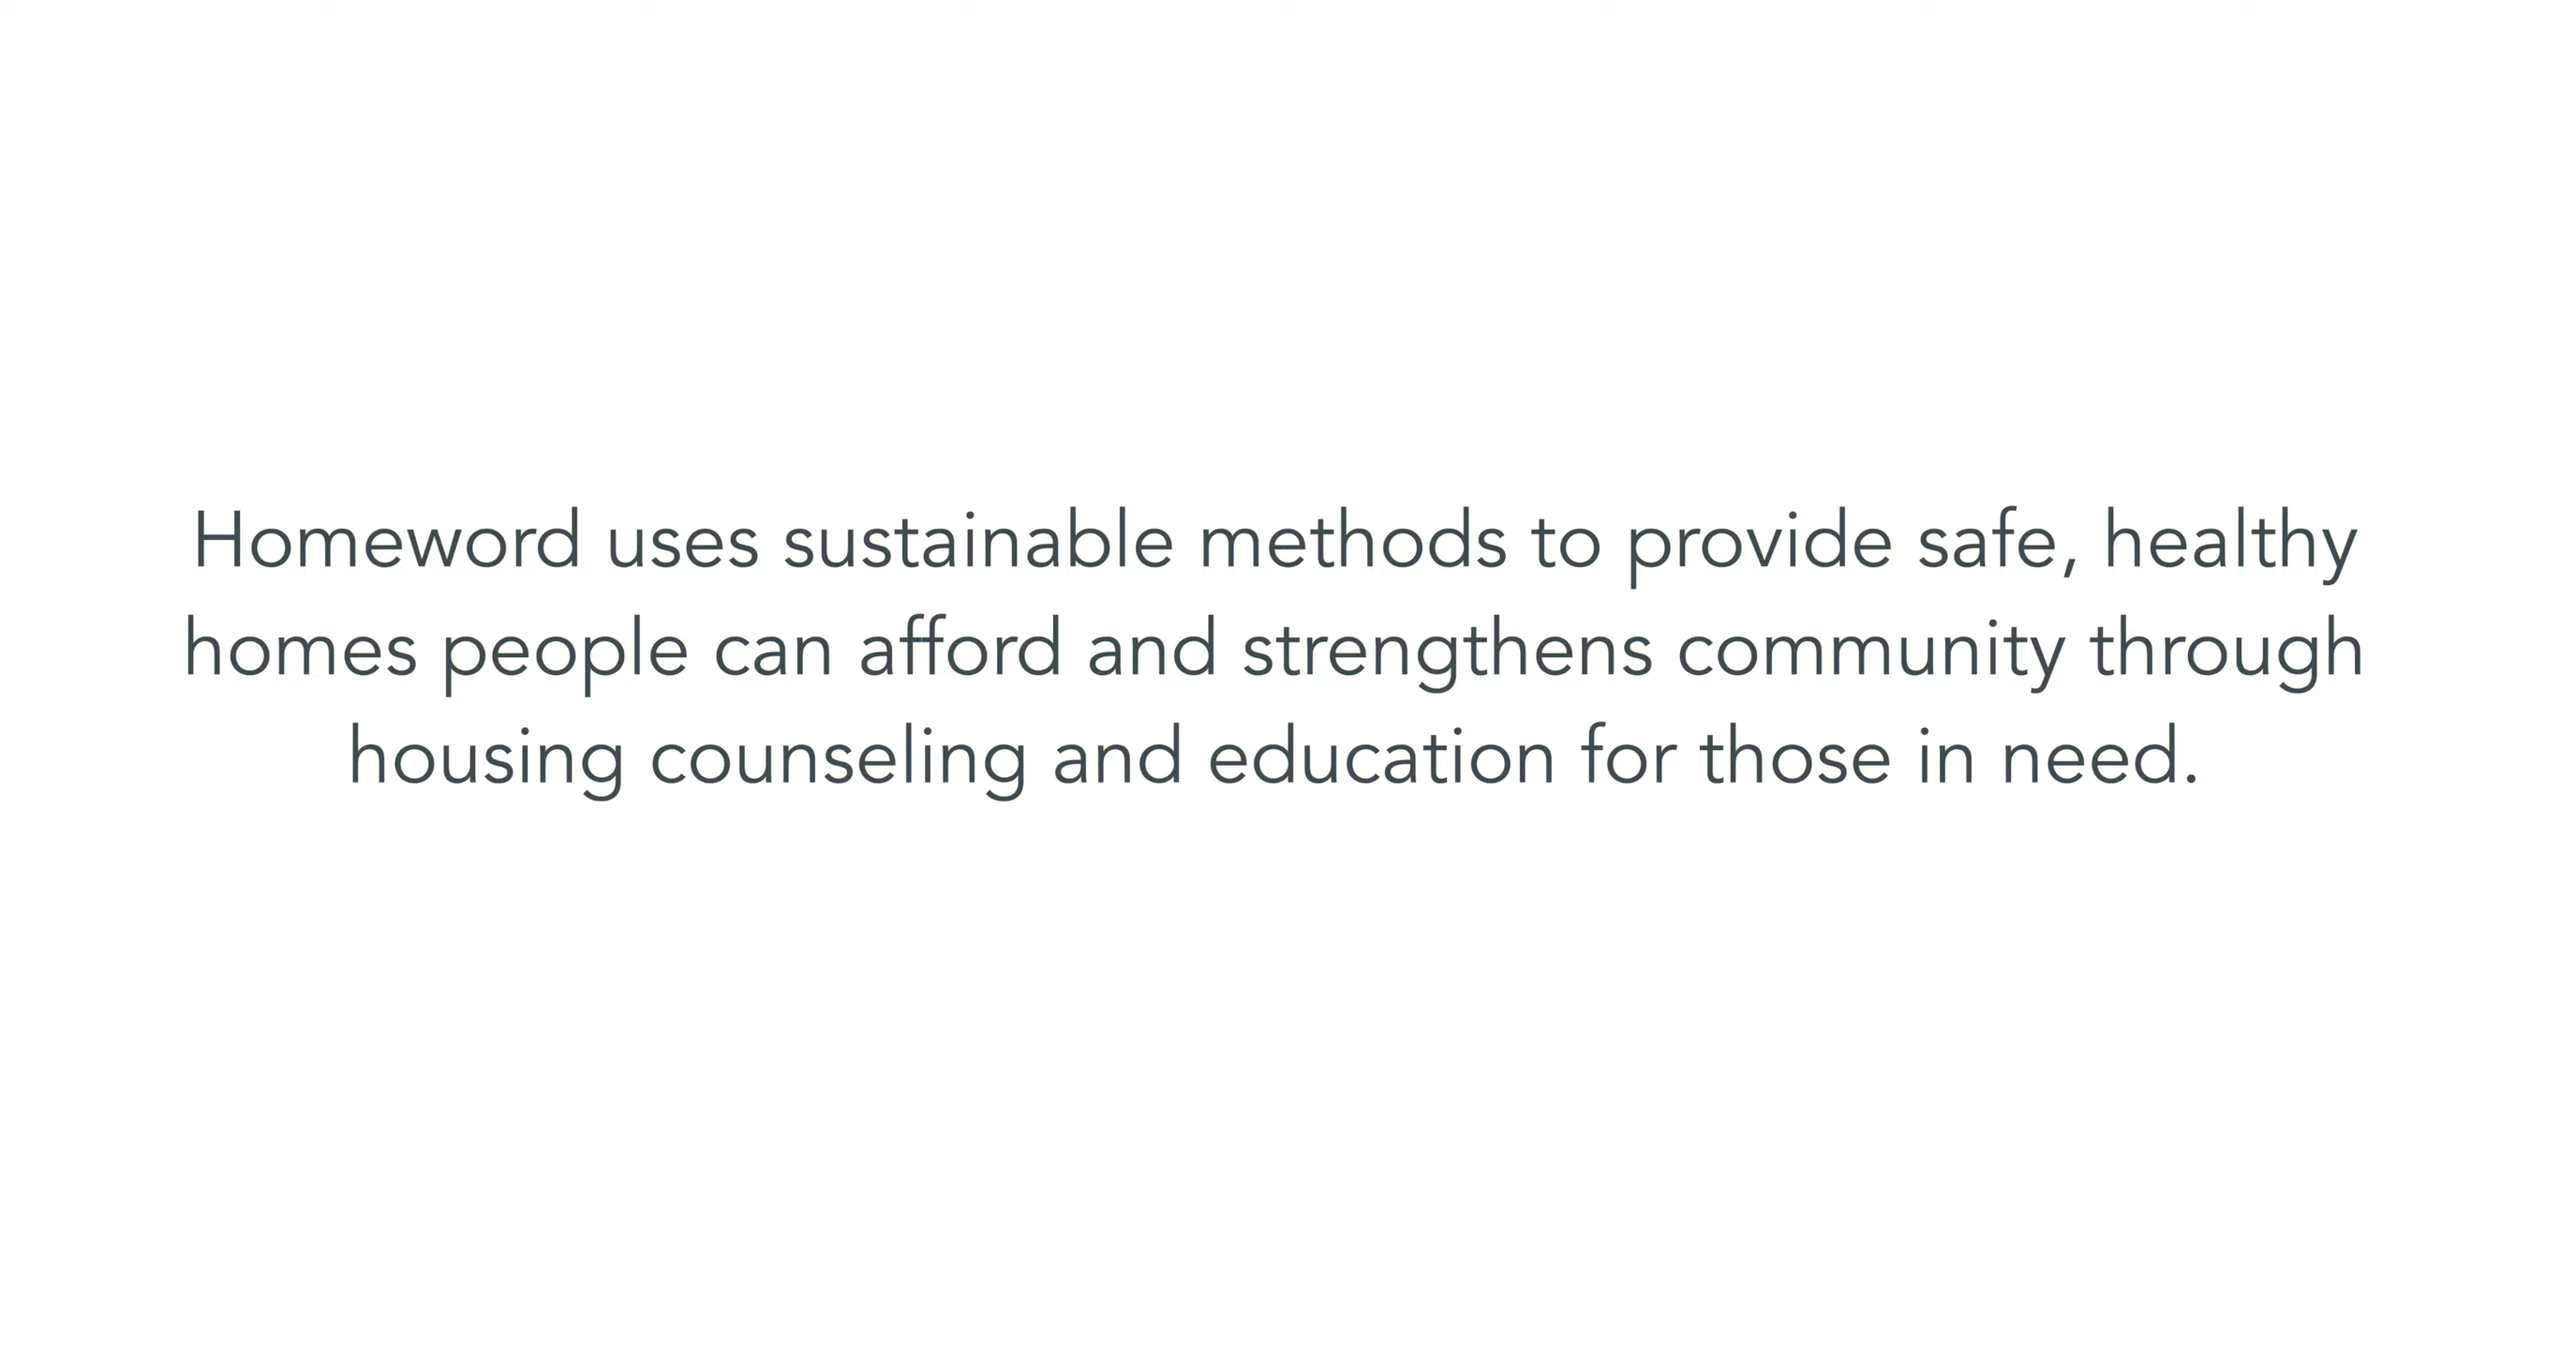 Homeword uses sustainable methods to provide safe, healthy
homes people can afford and strengthens community through
housing counseling and education for those in need.